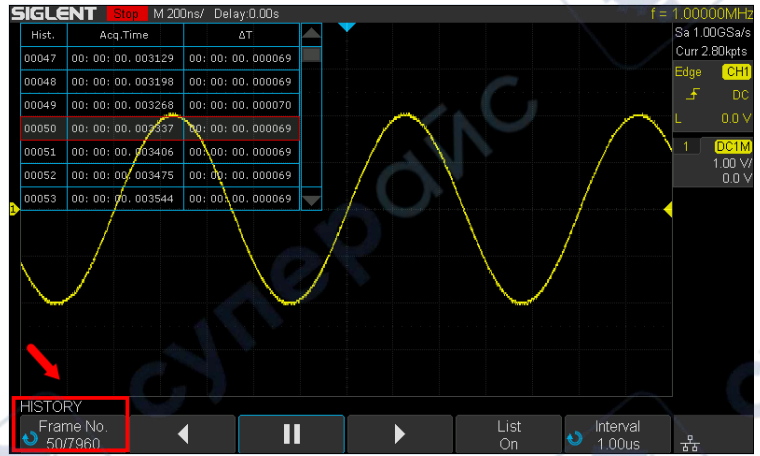 SIGLENT Stop M 200ns/ Delay:0.00s f = 1.00000MHz
Sa 1.00GSa/s
Curr 2.80kpts
Edge CH1
DC
L 0.0 V
1 DC1M
1.00 V/
0.0 V
Hist. Acq.Time ΔT
00047 00: 00: 00. 003129 00: 00: 00. 000069
00048 00: 00: 00. 003198 00: 00: 00. 000069
00049 00: 00: 00. 003268 00: 00: 00. 000070
00050 00: 00: 00. 003337 00: 00: 00. 000069
00051 00: 00: 00. 003406 00: 00: 00. 000069
00052 00: 00: 00. 003475 00: 00: 00. 000069
00053 00: 00: 00. 003544 00: 00: 00. 000069
1
суперайс
HISTORY
Frame No.
50/7960
List
On
Interval
1.00us